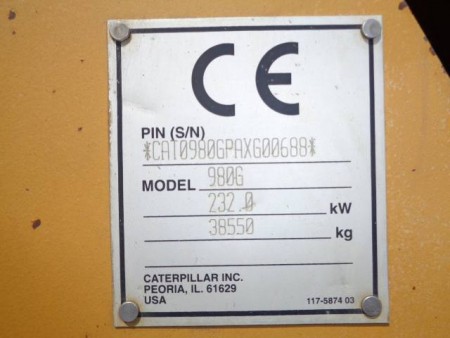 CE
PIN (S/N)
*CAT0980GPAXG00688*
MODEL 980G
232.0 kW
38550 kg
CATERPILLAR INC.
PEORIA, IL. 61629
USA
117-5874 03